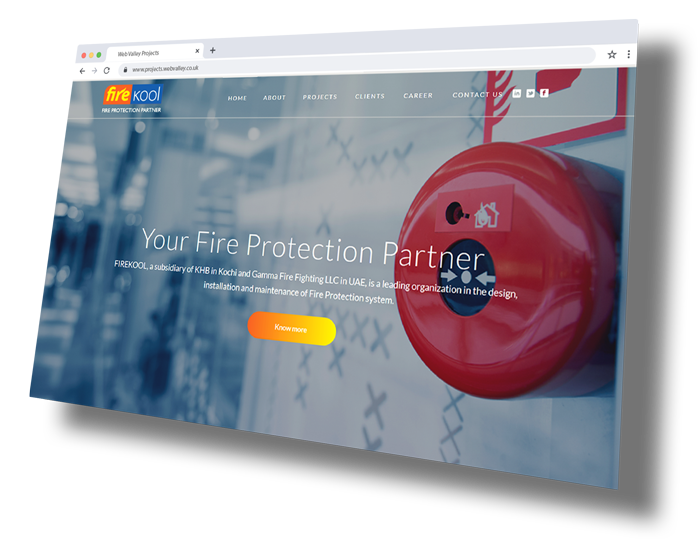 Web Valley Projects
www.projects.webvalley.co.uk
fire KOOL
FIRE PROTECTION PARTNER
HOME ABOUT PROJECTS CLIENTS CAREER CONTACT US in f
Your Fire Protection Partner
FIREKOOL, a subsidiary of KHB in Kochi and Gamma Fire Fighting LLC in UAE, is a leading organization in the design,
installation and maintenance of Fire Protection system.
Know more